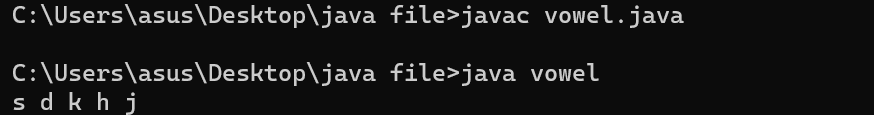 C:\Users\asus\Desktop\java file>javac vowel.java
C:\Users\asus\Desktop\java file>java vowel
s d k h j